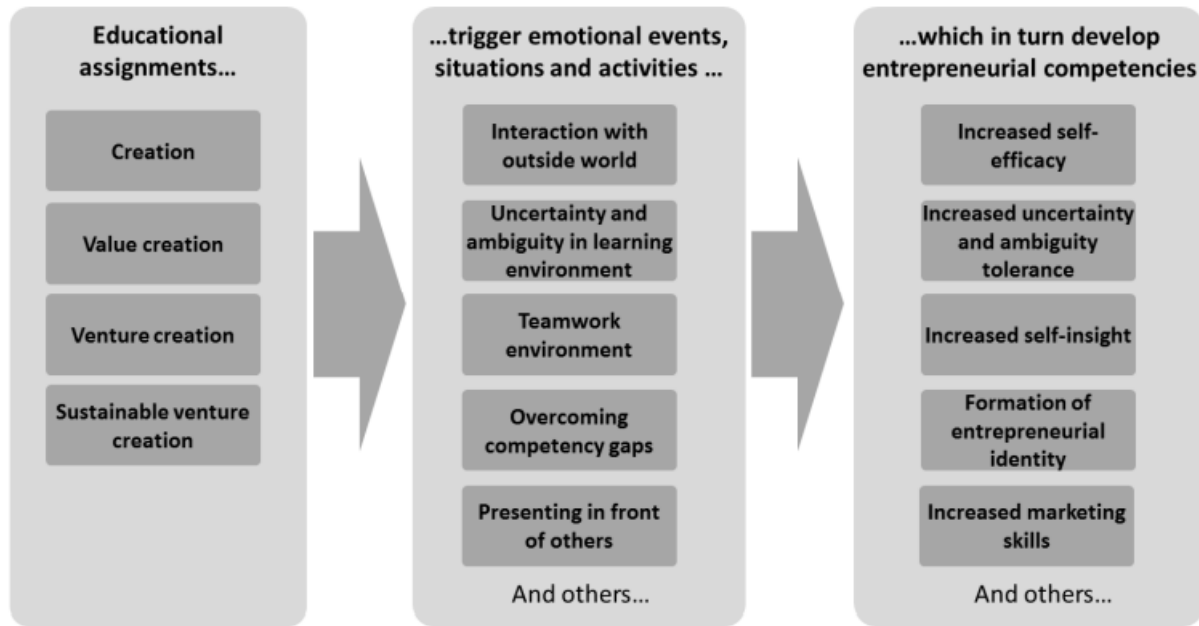 Educational
assignments...
Creation
Value creation
Venture creation
Sustainable venture
creation
...trigger emotional events,
situations and activities ...
Interaction with
outside world
Uncertainty and
ambiguity in learning
environment
Teamwork
environment
Overcoming
competency gaps
Presenting in front
of others
And others...
...which in turn develop
entrepreneurial competencies
Increased self-
efficacy
Increased uncertainty
and ambiguity
tolerance
Increased self-insight
Formation of
entrepreneurial
identity
Increased marketing
skills
And others...